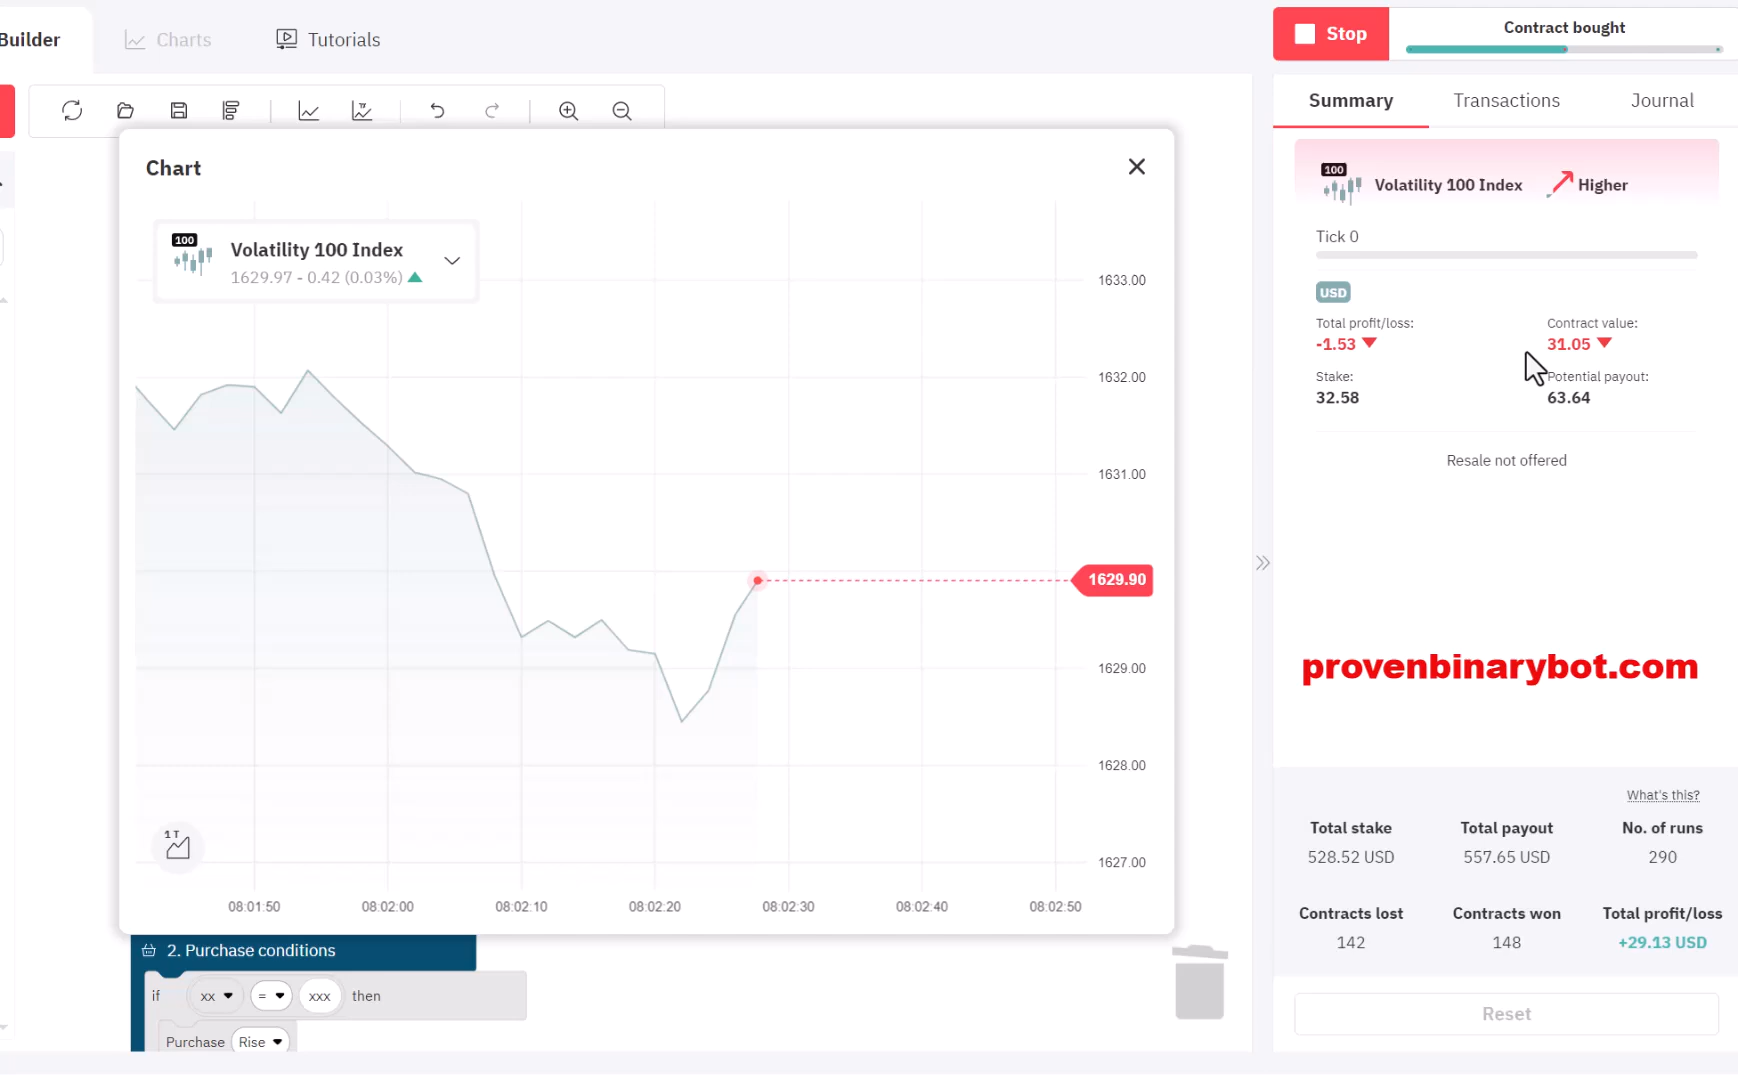 Builder
Charts
Tutorials
Stop
Contract bought
Summary
Transactions
Journal
Chart
100
Volatility 100 Index
1629.97 - 0.42 (0.03%)
1633.00
1632.00
1631.00
1629.90
1629.00
1628.00
1627.00
1 T
08:01:50
08:02:00
08:02:10
08:02:20
08:02:30
08:02:40
08:02:50
2. Purchase conditions
if xx = xxx then
Purchase Rise
100
Volatility 100 Index
Higher
Tick 0
USD
Total profit/loss:
Contract value:
-1.53
31.05
Stake:
Potential payout:
32.58
63.64
Resale not offered
provenbinarybot.com
What's this?
Total stake
Total payout
No. of runs
528.52 USD
557.65 USD
290
Contracts lost
Contracts won
Total profit/loss
142
148
+29.13 USD
Reset